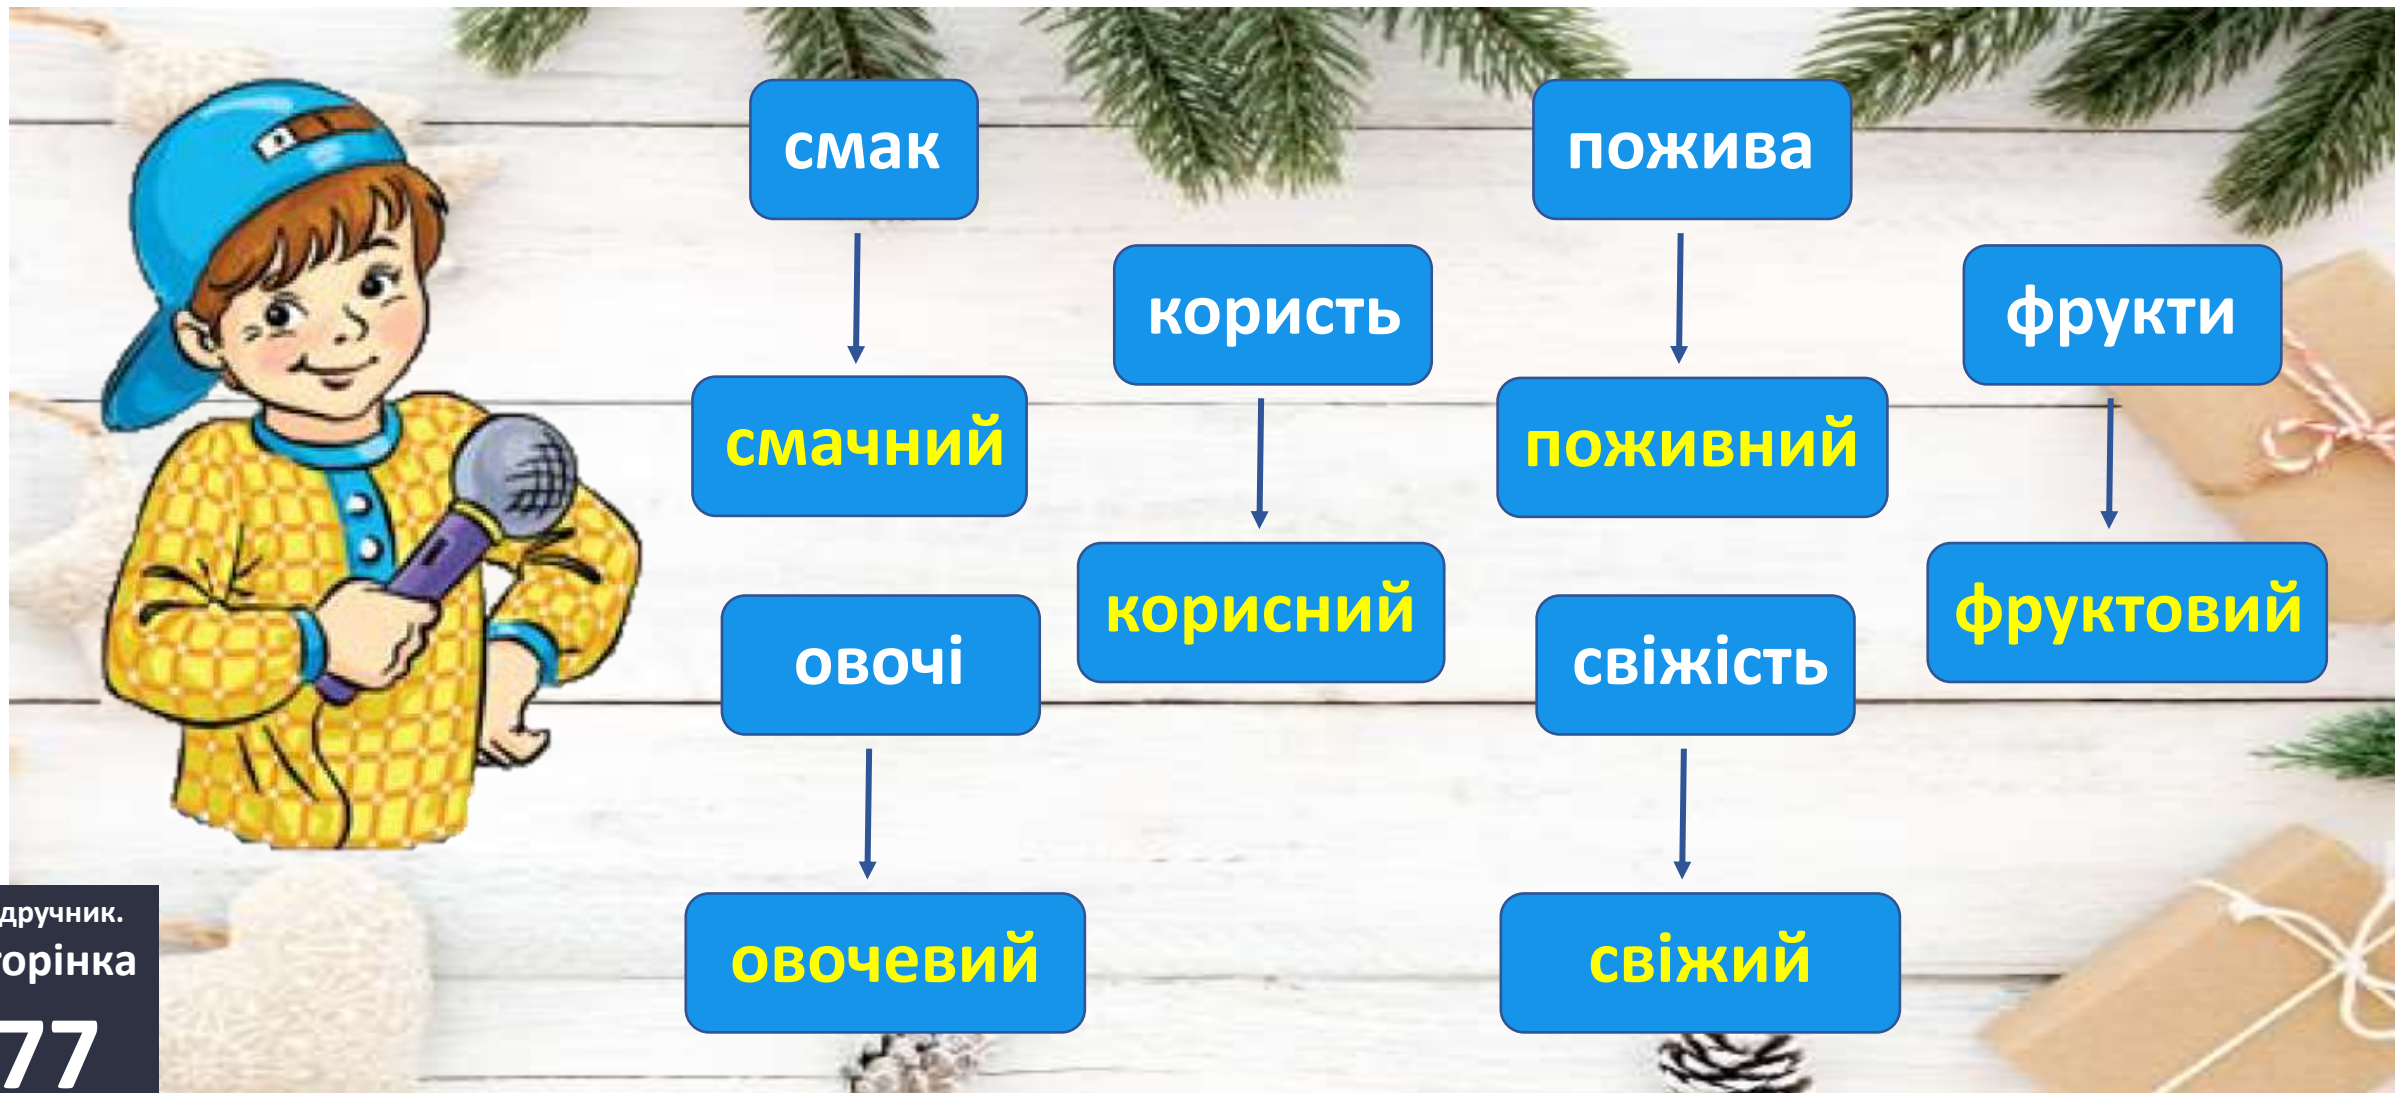 смак
смачний
користь
корисний
пожива
поживний
фрукти
фруктовий
овочі
овочевий
свіжість
свіжий
дручник.
орінка
77